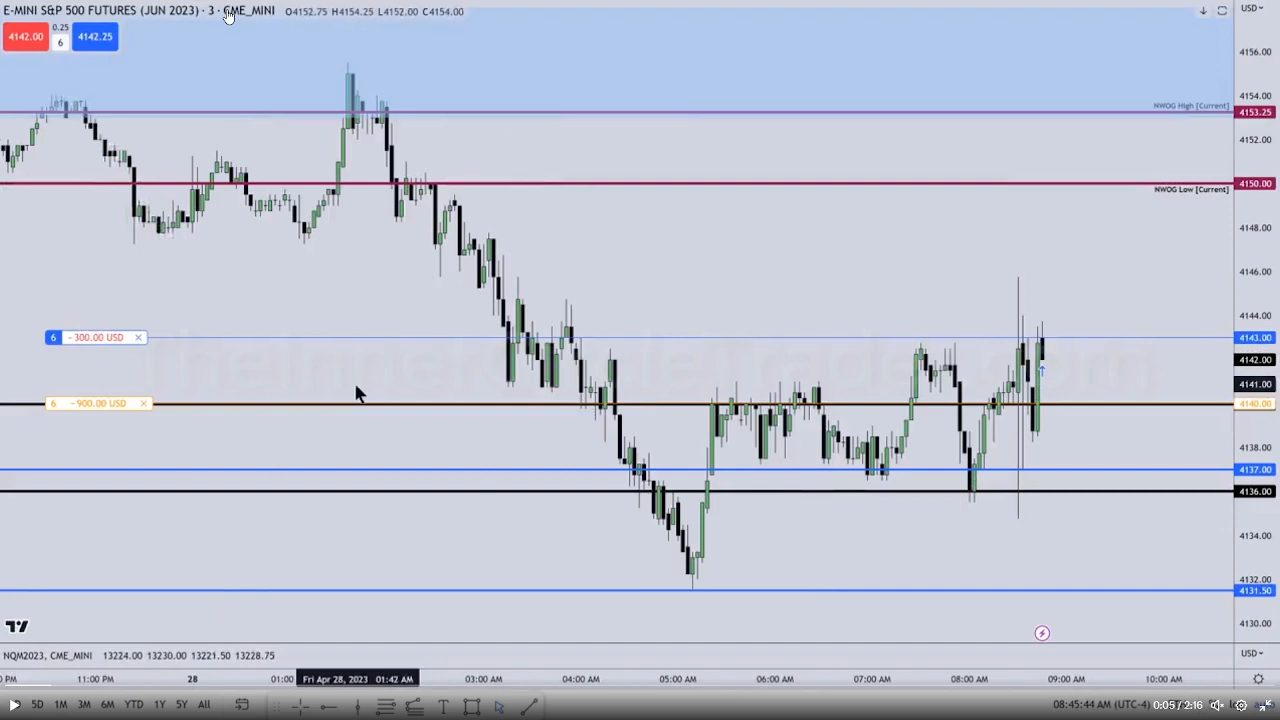 E-MINI S&P 500 FUTURES (JUN 2023) · 3 · CME_MINI O4152.75 H4154.25 L4152.00 C4154.00
USD
4142.00 0.25 6 4142.25
4156.00
4154.00
NWOG High [Current] 4153.25
4152.00
4150.00
NWOG Low [Current]
4148.00
4146.00
4144.00
6 - 300.00 USD × 4143.00
4142.00
4141.00
6 - 900.00 USD × 4140.00
4138.00
4137.00
4136.00
4134.00
4132.00
4131.50
4130.00
NQM2023, CME_MINI 13224.00 13230.00 13221.50 13228.75
USD
PM 11:00 PM 28 01:00 Fri Apr 28, 2023 01:42 AM 03:00 AM 04:00 AM 05:00 AM 06:00 AM 07:00 AM 08:00 AM 09:00 AM 10:00 AM
5D 1M 3M 6M YTD 1Y 5Y All T 08:45:44 AM (UTC-4) 0:05 / 2:16